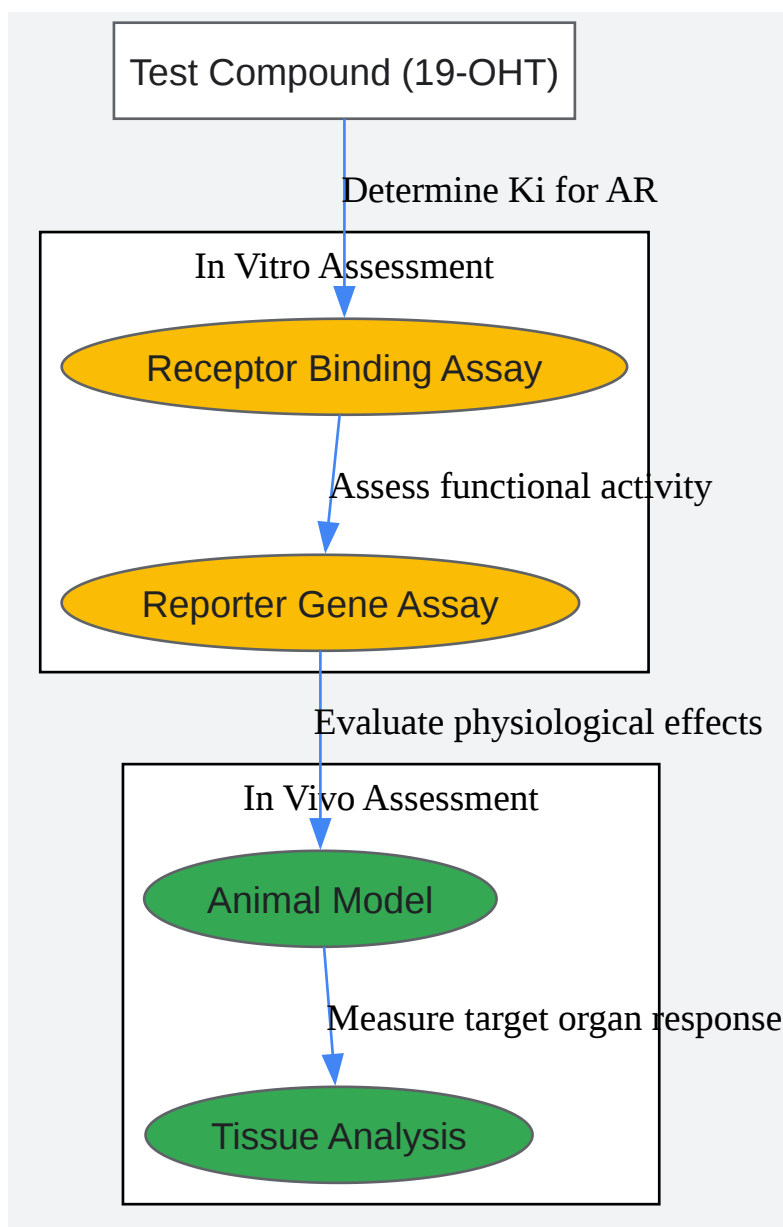 Test Compound (19-OHT)
Determine Ki for AR
In Vitro Assessment
Receptor Binding Assay
Assess functional activity
Reporter Gene Assay
Evaluate physiological effects
In Vivo Assessment
Animal Model
Measure target organ response
Tissue Analysis